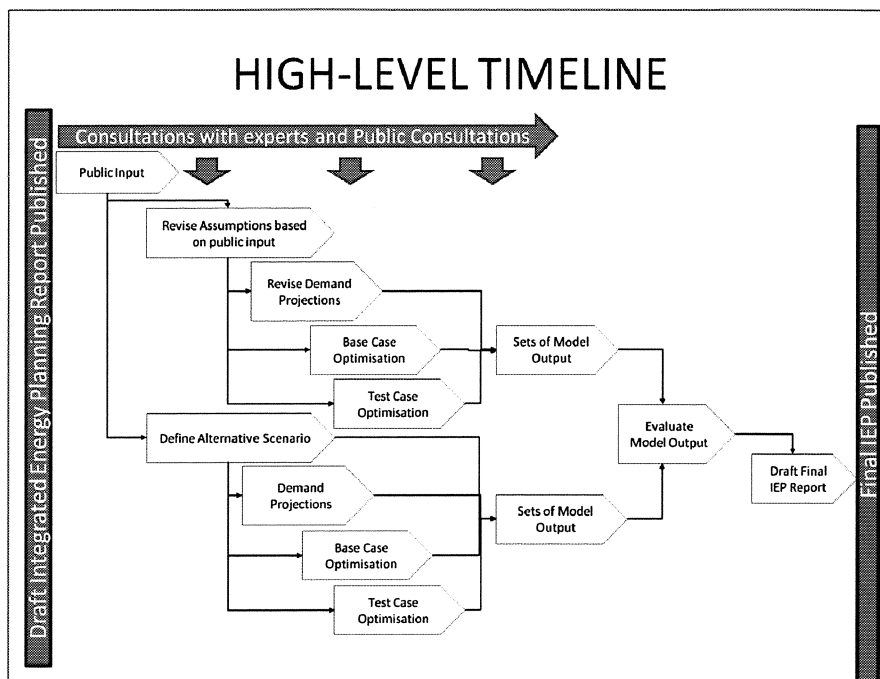 HIGH-LEVEL TIMELINE
Draft Integrated Energy Planning Report Published
Consultations with experts and Public Consultations
Public Input
Revise Assumptions based
on public input
Revise Demand
Projections
Base Case
Optimisation
Test Case
Optimisation
Sets of Model
Output
Define Alternative Scenario
Demand
Projections
Base Case
Optimisation
Test Case
Optimisation
Sets of Model
Output
Evaluate
Model Output
Draft Final
IEP Report
Final IEP Published